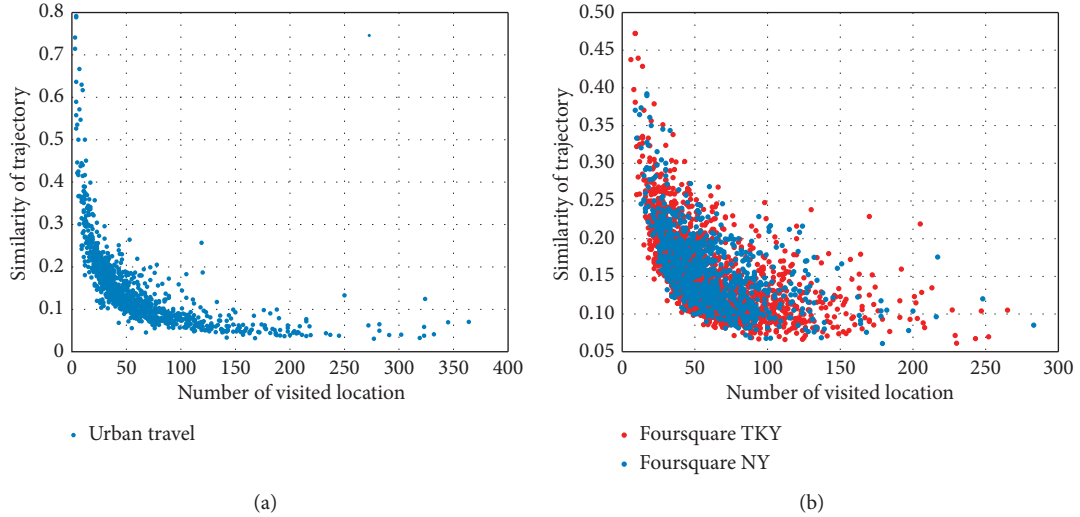 0.8
0.7
0.6
0.5
0.4
0.3
0.2
0.1
0
Similarity of trajectory
0 50 100 150 200 250 300 350 400
Number of visited location
Urban travel
(a)
0.50
0.45
0.40
0.35
0.30
0.25
0.20
0.15
0.10
0.05
Similarity of trajectory
0 50 100 150 200 250 300
Number of visited location
Foursquare TKY
Foursquare NY
(b)